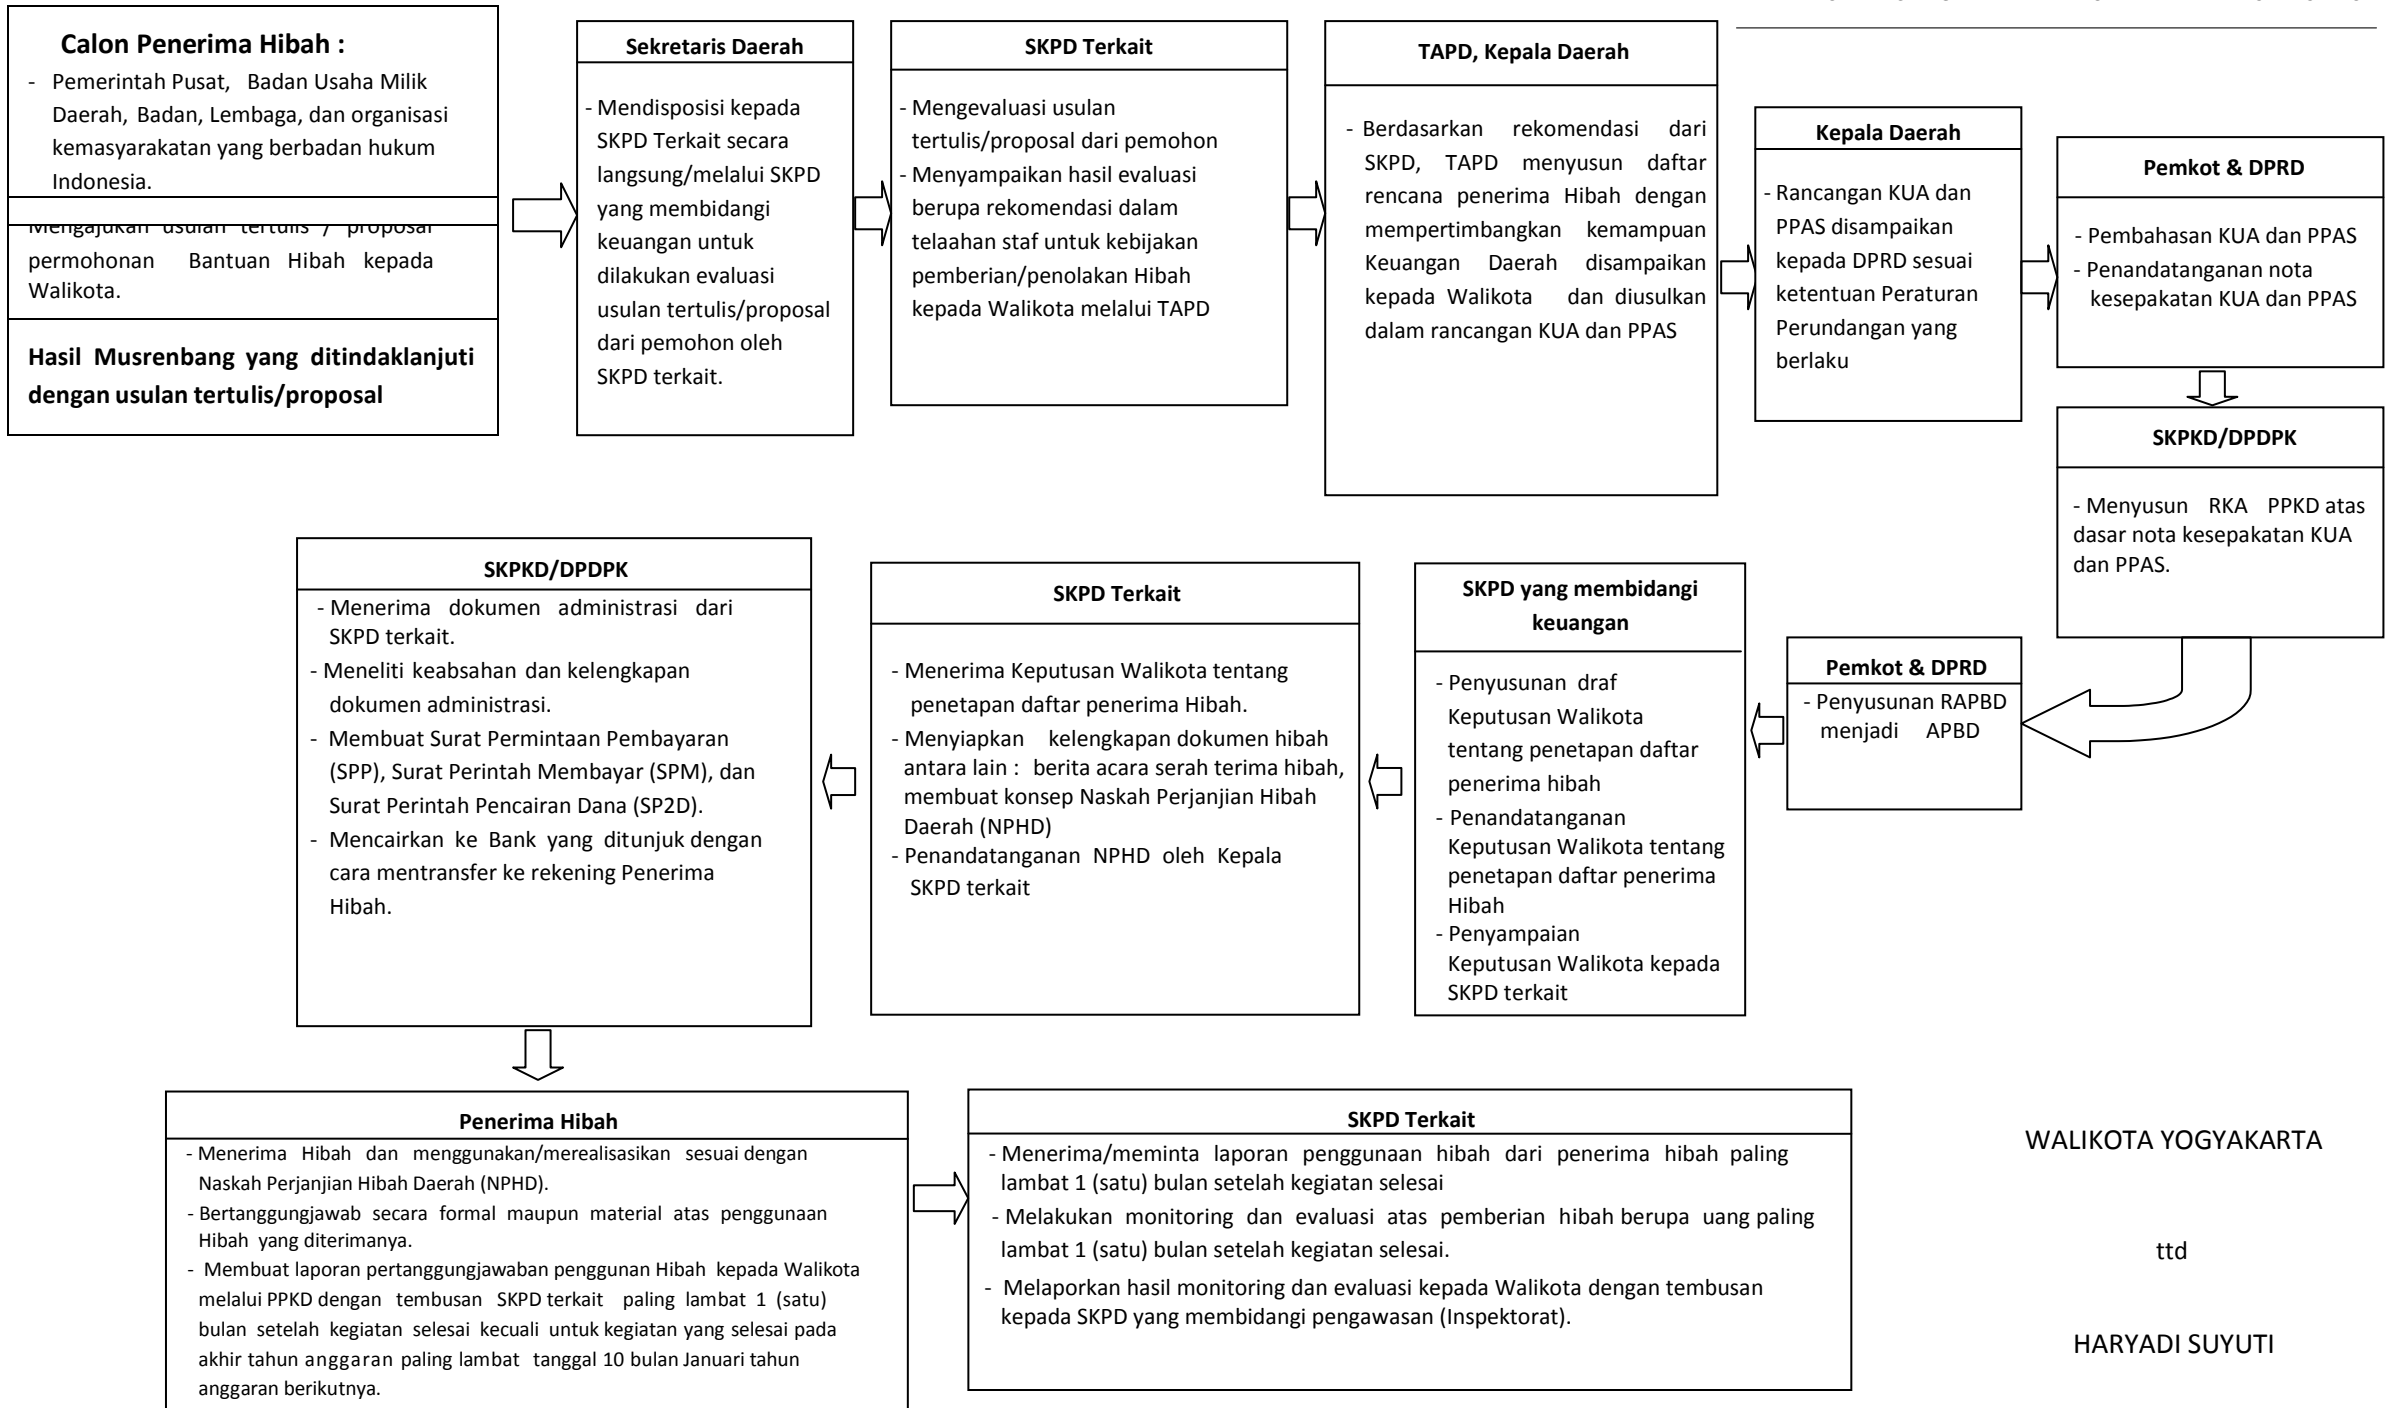 Calon Penerima Hibah :
- Pemerintah Pusat, Badan Usaha Milik
Daerah, Badan, Lembaga, dan organisasi
kemasyarakatan yang berbadan hukum
Indonesia.
Mengajukan usulan tertulis / proposal
permohonan Bantuan Hibah kepada
Walikota.
Hasil Musrenbang yang ditindaklanjuti
dengan usulan tertulis/proposal
Sekretaris Daerah
- Mendisposisi kepada
SKPD Terkait secara
langsung/melalui SKPD
yang membidangi
keuangan untuk
dilakukan evaluasi
usulan tertulis/proposal
dari pemohon oleh
SKPD terkait.
SKPD Terkait
- Mengevaluasi usulan
tertulis/proposal dari pemohon
- Menyampaikan hasil evaluasi
berupa rekomendasi dalam
telaahan staf untuk kebijakan
pemberian/penolakan Hibah
kepada Walikota melalui TAPD
TAPD, Kepala Daerah
- Berdasarkan rekomendasi dari
SKPD, TAPD menyusun daftar
rencana penerima Hibah dengan
mempertimbangkan kemampuan
Keuangan Daerah disampaikan
kepada Walikota dan diusulkan
dalam rancangan KUA dan PPAS
Kepala Daerah
- Rancangan KUA dan
PPAS disampaikan
kepada DPRD sesuai
ketentuan Peraturan
Perundangan yang
berlaku
Pemkot & DPRD
- Pembahasan KUA dan PPAS
- Penandatanganan nota
kesepakatan KUA dan PPAS
SKPKD/DPDPK
- Menyusun RKA PPKD atas
dasar nota kesepakatan KUA
dan PPAS.
Pemkot & DPRD
- Penyusunan RAPBD
menjadi APBD
SKPD yang membidangi
keuangan
- Penyusunan draf
Keputusan Walikota
tentang penetapan daftar
penerima hibah
- Penandatanganan
Keputusan Walikota tentang
penetapan daftar penerima
Hibah
- Penyampaian
Keputusan Walikota kepada
SKPD terkait
SKPD Terkait
- Menerima Keputusan Walikota tentang
penetapan daftar penerima Hibah.
- Menyiapkan kelengkapan dokumen hibah
antara lain : berita acara serah terima hibah,
membuat konsep Naskah Perjanjian Hibah
Daerah (NPHD)
- Penandatanganan NPHD oleh Kepala
SKPD terkait
SKPKD/DPDPK
- Menerima dokumen administrasi dari
SKPD terkait.
- Meneliti keabsahan dan kelengkapan
dokumen administrasi.
- Membuat Surat Permintaan Pembayaran
(SPP), Surat Perintah Membayar (SPM), dan
Surat Perintah Pencairan Dana (SP2D).
- Mencairkan ke Bank yang ditunjuk dengan
cara mentransfer ke rekening Penerima
Hibah.
Penerima Hibah
- Menerima Hibah dan menggunakan/merealisasikan sesuai dengan
Naskah Perjanjian Hibah Daerah (NPHD).
- Bertanggungjawab secara formal maupun material atas penggunaan
Hibah yang diterimanya.
- Membuat laporan pertanggungjawaban penggunan Hibah kepada Walikota
melalui PPKD dengan tembusan SKPD terkait paling lambat 1 (satu)
bulan setelah kegiatan selesai kecuali untuk kegiatan yang selesai pada
akhir tahun anggaran paling lambat tanggal 10 bulan Januari tahun
anggaran berikutnya.
SKPD Terkait
- Menerima/meminta laporan penggunaan hibah dari penerima hibah paling
lambat 1 (satu) bulan setelah kegiatan selesai
- Melakukan monitoring dan evaluasi atas pemberian hibah berupa uang paling
lambat 1 (satu) bulan setelah kegiatan selesai.
- Melaporkan hasil monitoring dan evaluasi kepada Walikota dengan tembusan
kepada SKPD yang membidangi pengawasan (Inspektorat).
WALIKOTA YOGYAKARTA
ttd
HARYADI SUYUTI